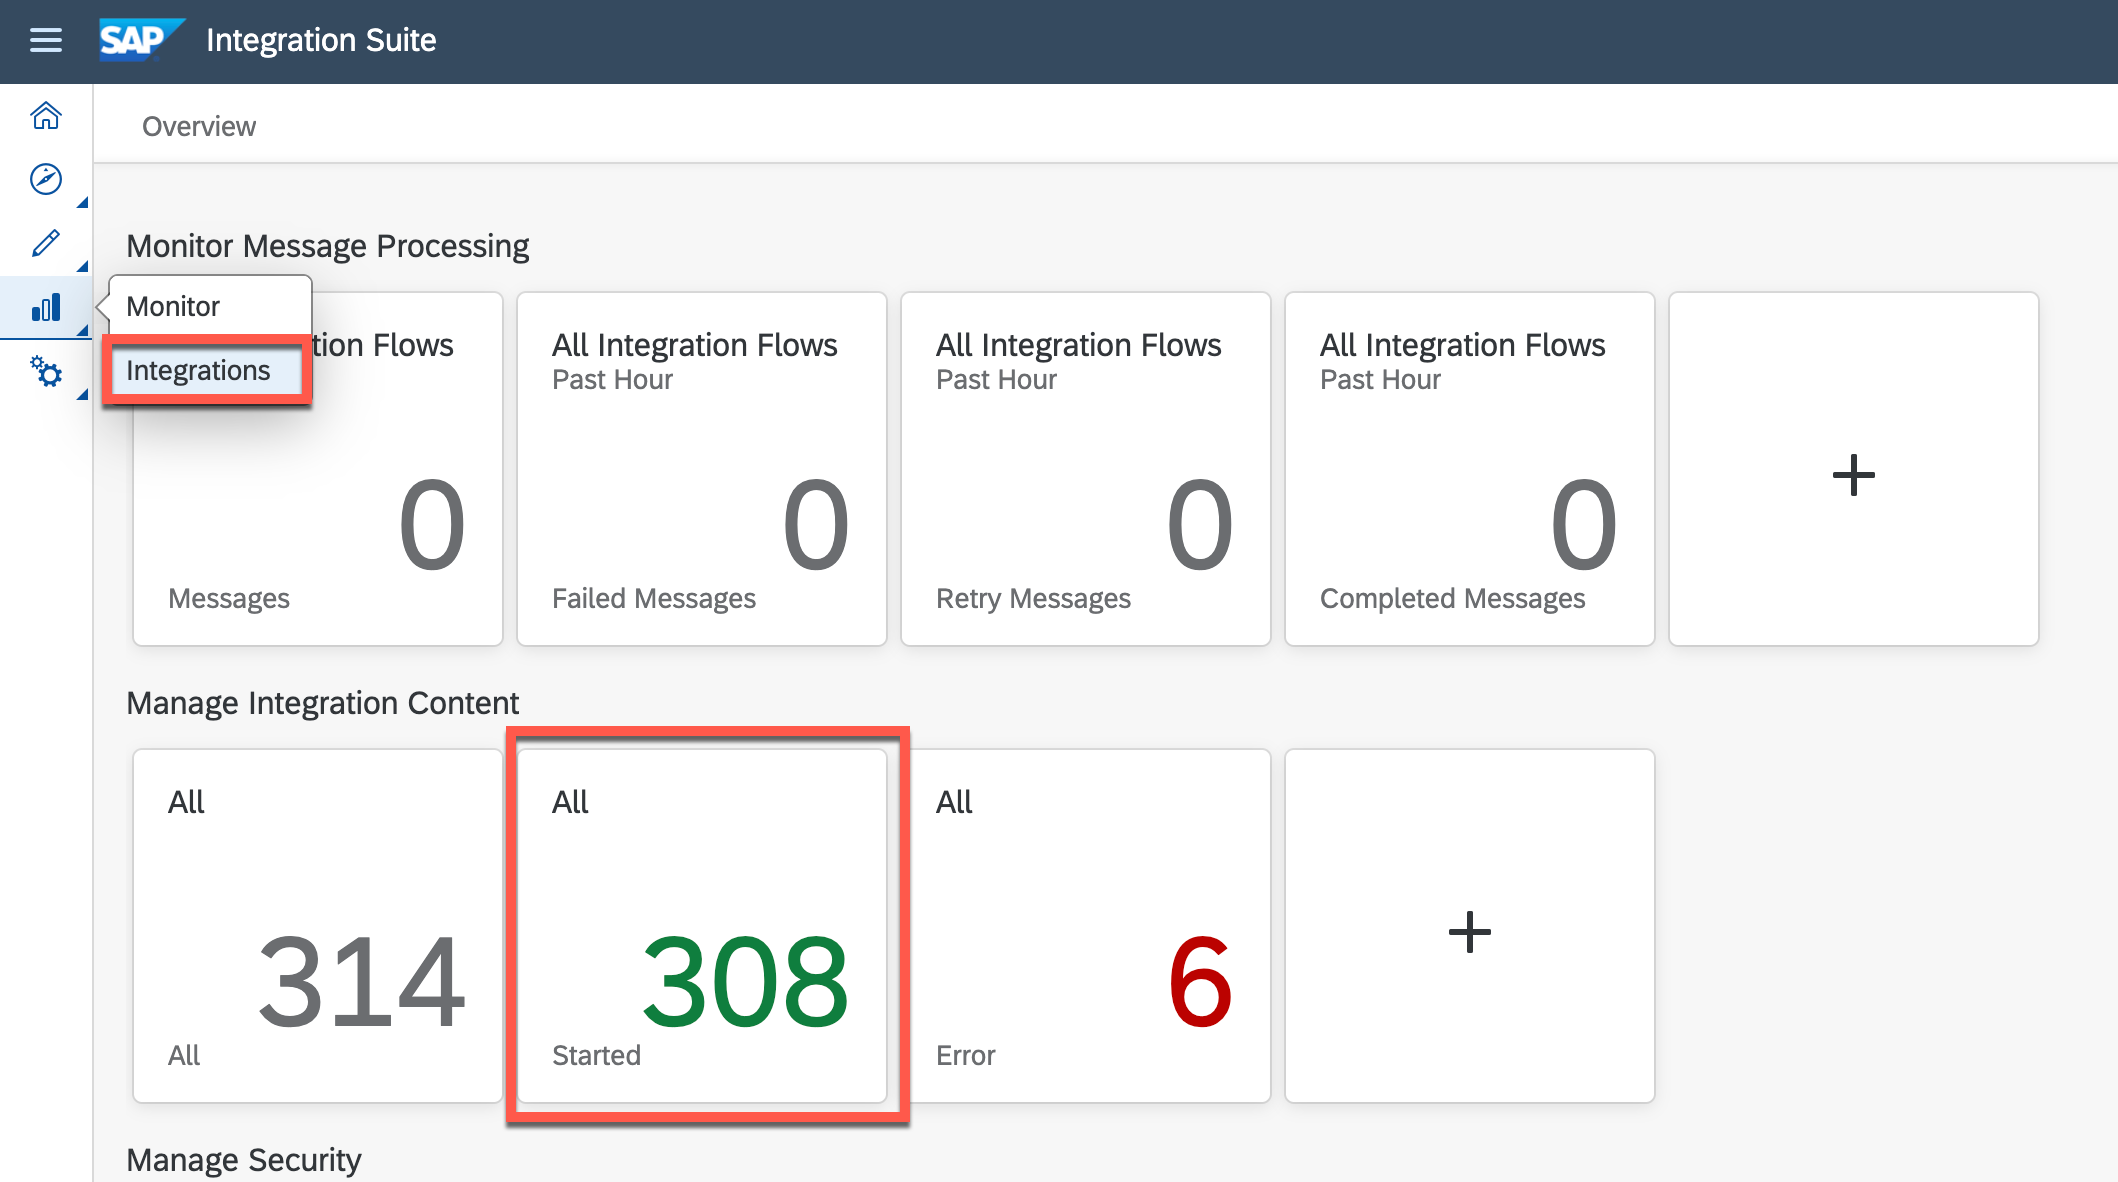 SAP Integration Suite
Overview
Monitor Message Processing
Monitor
Integrations
tion Flows
All Integration Flows
Past Hour
All Integration Flows
Past Hour
All Integration Flows
Past Hour
0
Messages
0
Failed Messages
0
Retry Messages
0
Completed Messages
+
Manage Integration Content
All
314
All
All
308
Started
All
6
Error
+
Manage Security